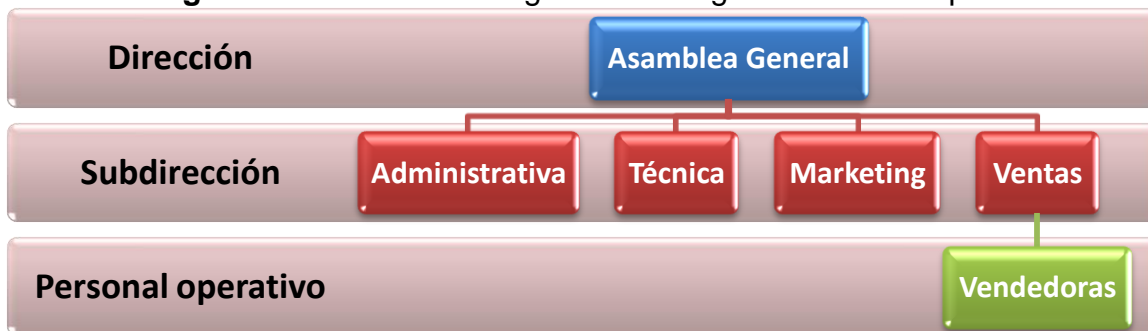 Dirección
Asamblea General
Subdirección
Administrativa
Técnica
Marketing
Ventas
Personal operativo
Vendedoras